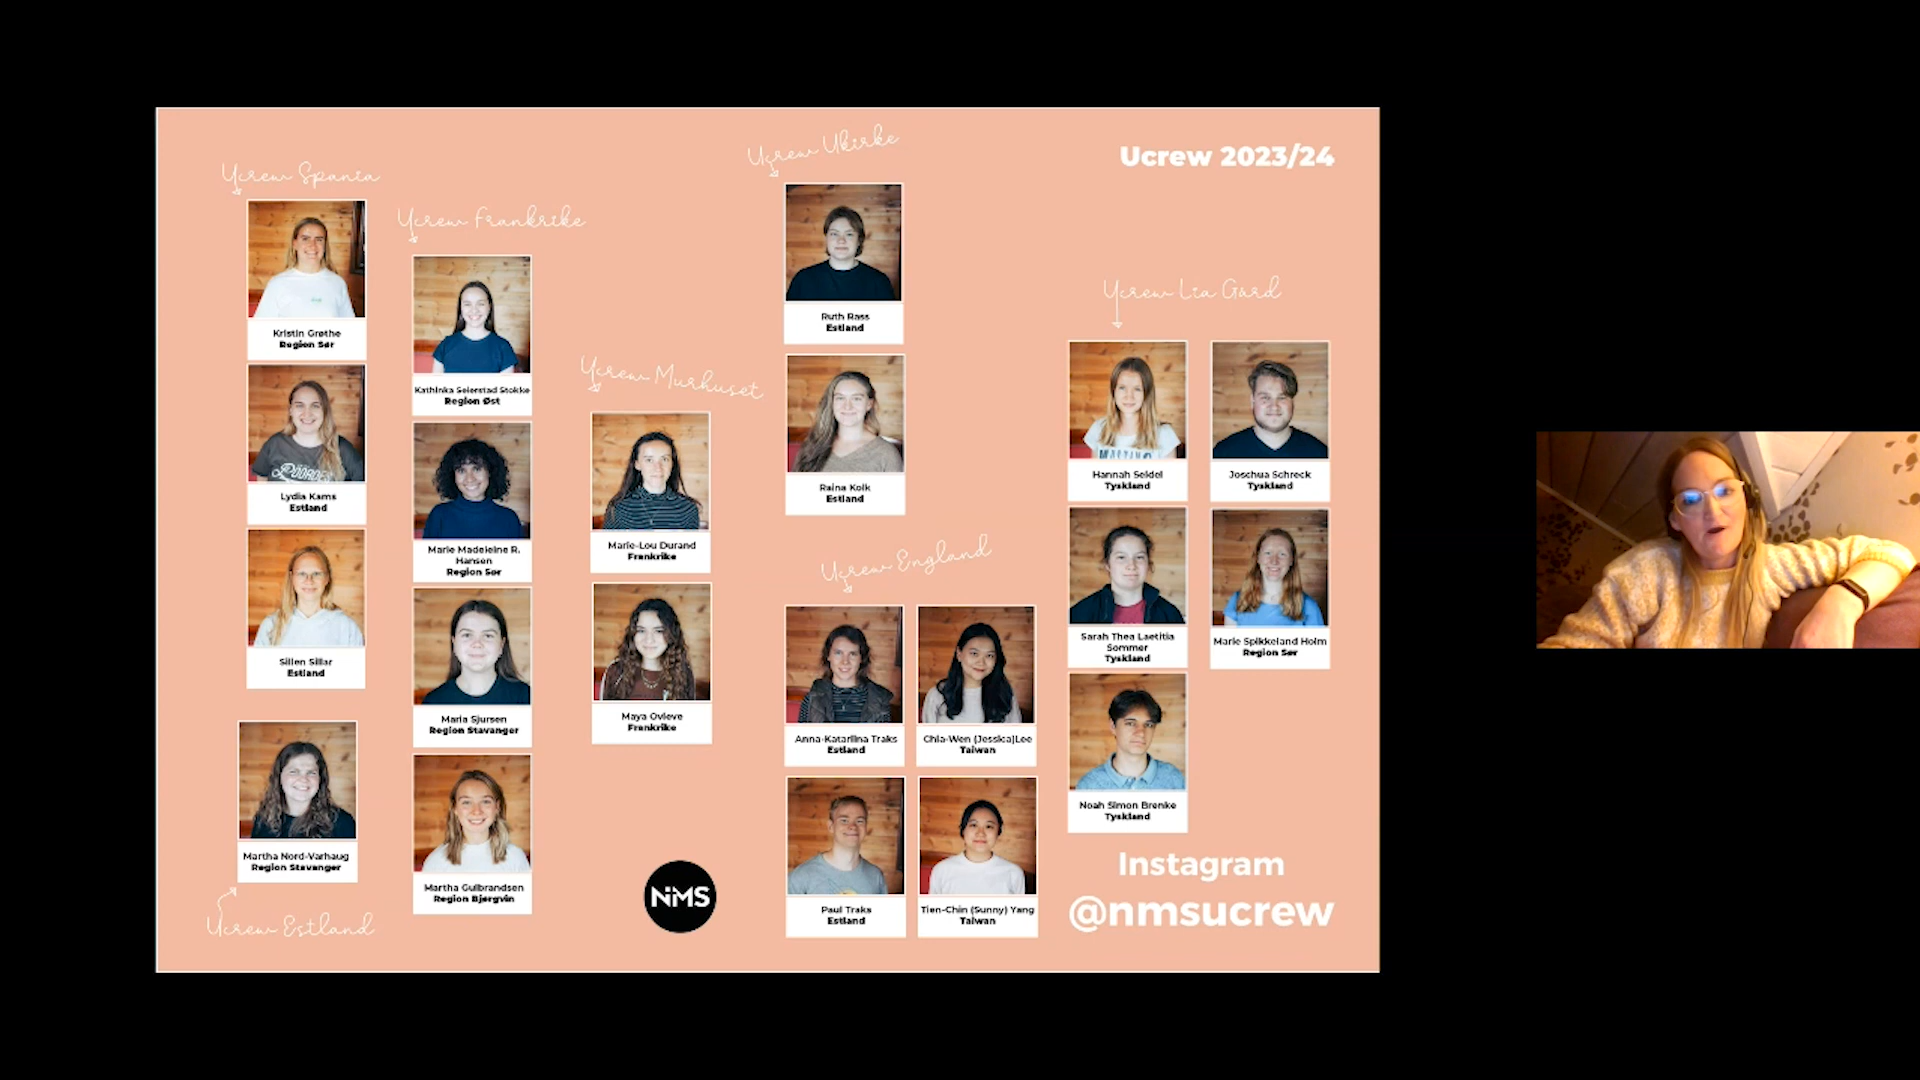 Ucrew 2023/24
Ucrew Spania
Kristin Grøthe
Region Sør
Lydia Kams
Estland
Sillen Sillar
Estland
Martha Nord-Varhaug
Region Stavanger
Ucrew Estland
Ucrew Frankrike
Kathinka Seierstad Stokke
Region Øst
Marie Madeleine R.
Hansen
Region Sør
Maria Sjursen
Region Stavanger
Martha Gulbrandsen
Region Bjørgvin
Ucrew Murhuset
Marie-Lou Durand
Frankrike
Maya Ovieve
Frankrike
NMS
Ucrew Ukirke
Ruth Rass
Estland
Raina Kolk
Estland
Ucrew England
Anna-Katariina Traks
Estland
Chia-Wen (Jessica)Lee
Taiwan
Paul Traks
Estland
Tien-Chin (Sunny) Yang
Taiwan
Ucrew Lia Gård
Hannah Seidel
Tyskland
Joschua Schreck
Tyskland
Sarah Thea Laetitia
Sommer
Tyskland
Marie Spikkeland Holm
Region Sør
Noah Simon Brenke
Tyskland
Instagram
@nmsucrew